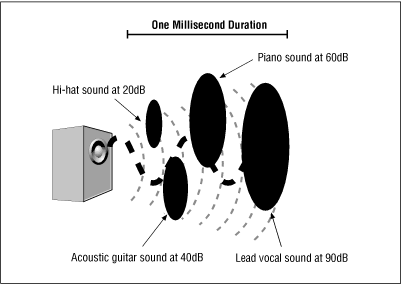 One Millisecond Duration
Piano sound at 60dB
Hi-hat sound at 20dB
Acoustic guitar sound at 40dB
Lead vocal sound at 90dB